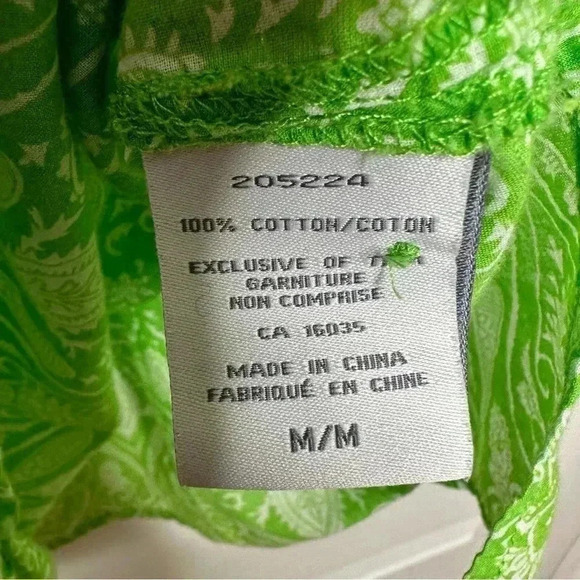 205224
100% COTTON/COTON
EXCLUSIVE OF
GARNITURE
NON COMPRISE
CA 16035
MADE IN CHINA
FABRIQUÉ EN CHINE
M/M